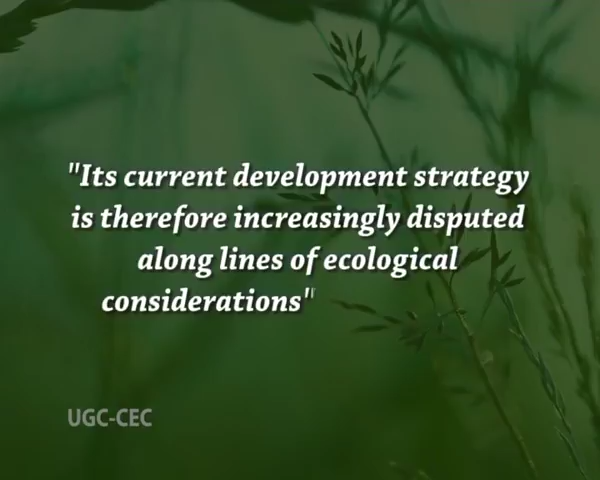 "Its current development strategy
is therefore increasingly disputed
along lines of ecological
considerations"
UGC-CEC